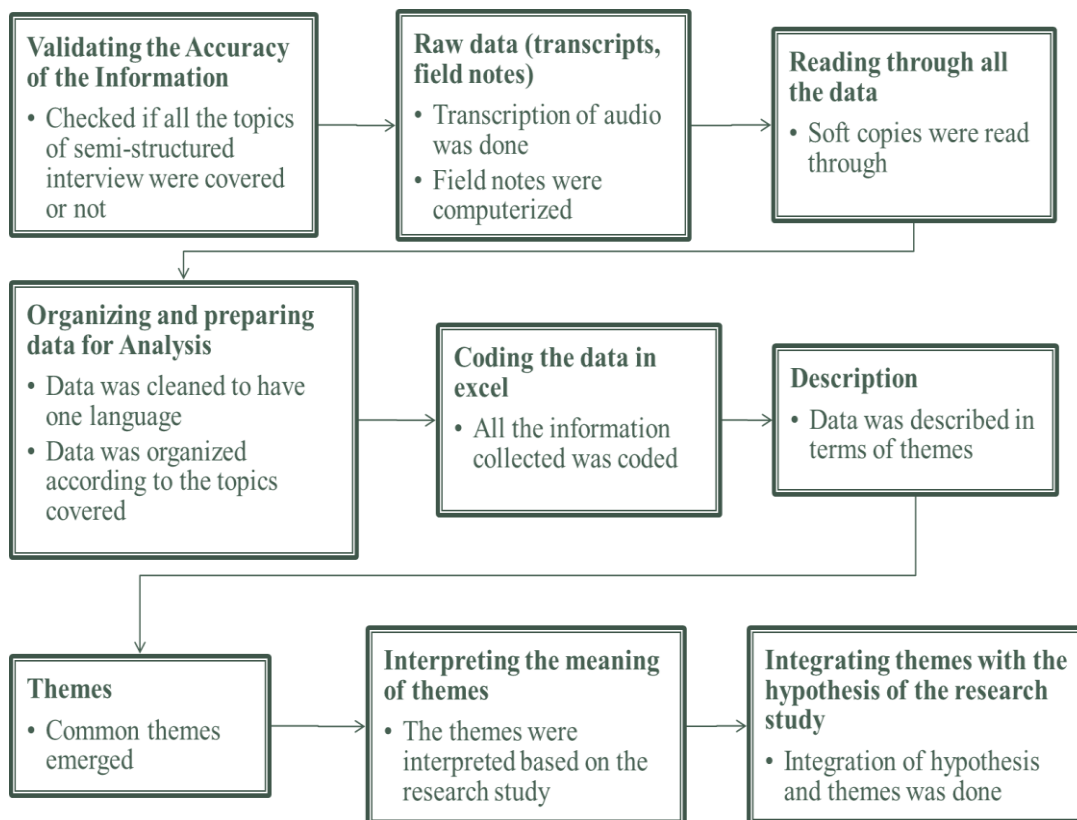 Validating the Accuracy
of the Information
• Checked if all the topics
of semi-structured
interview were covered
or not
Raw data (transcripts,
field notes)
• Transcription of audio
was done
• Field notes were
computerized
Reading through all
the data
• Soft copies were read
through
Organizing and preparing
data for Analysis
• Data was cleaned to have
one language
• Data was organized
according to the topics
covered
Coding the data in
excel
• All the information
collected was coded
Description
• Data was described in
terms of themes
Themes
• Common themes
emerged
Interpreting the meaning
of themes
• The themes were
interpreted based on the
research study
Integrating themes with the
hypothesis of the research
study
• Integration of hypothesis
and themes was done